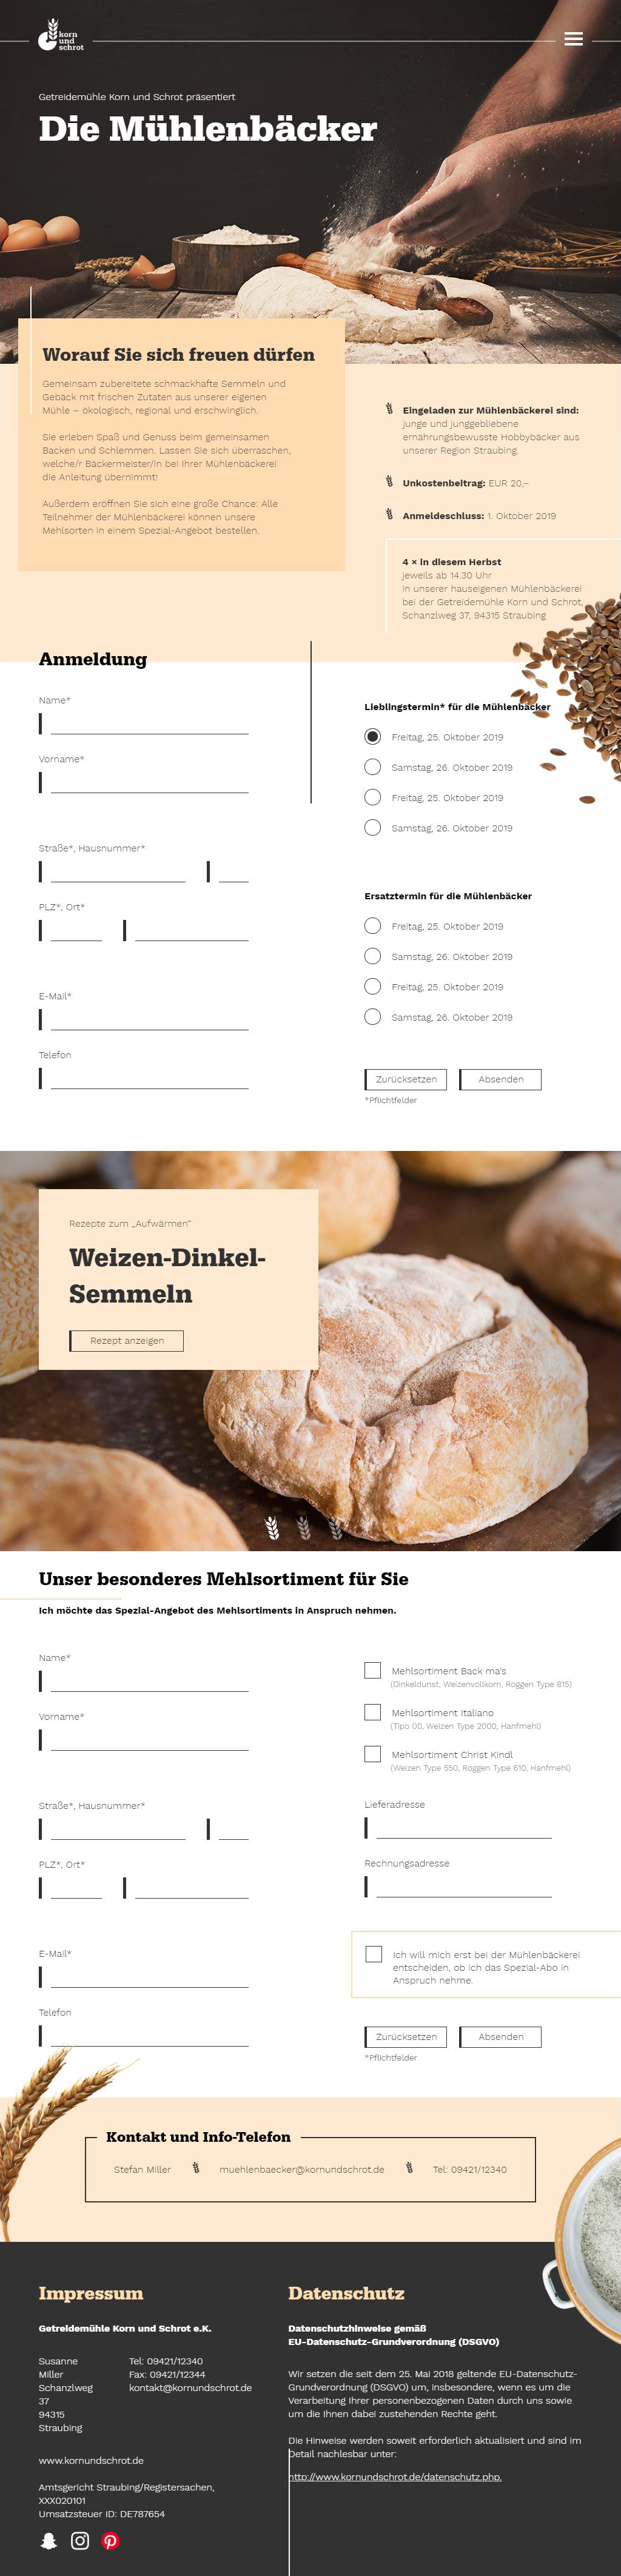 korn
und
schrot
Getreidemühle Korn und Schrot präsentiert
Die Mühlenbäcker
Worauf Sie sich freuen dürfen
Gemeinsam zubereitete schmackhafte Semmeln und
Gebäck mit frischen Zutaten aus unserer eigenen
Mühle – ökologisch, regional und erschwinglich.
Sie erleben Spaß und Genuss beim gemeinsamen
Backen und Schlemmen. Lassen Sie sich überraschen,
welche/r Bäckermeister/in bei Ihrer Mühlenbäckerei
die Anleitung übernimmt!
Außerdem eröffnen Sie sich eine große Chance: Alle
Teilnehmer der Mühlenbäckerei können unsere
Mehlsorten in einem Spezial-Angebot bestellen.
Eingeladen zur Mühlenbäckerei sind:
junge und junggebliebene
ernährungsbewusste Hobbybäcker aus
unserer Region Straubing.
Unkostenbeitrag: EUR 20,–
Anmeldeschluss: 1. Oktober 2019
4 × in diesem Herbst
jeweils ab 14.30 Uhr
in unserer hauseigenen Mühlenbäckerei
bei der Getreidemühle Korn und Schrot,
Schanzlweg 37, 94315 Straubing
Anmeldung
Name*
Vorname*
Straße*, Hausnummer*
PLZ*, Ort*
E-Mail*
Telefon
Lieblingstermin* für die Mühlenbäcker
Freitag, 25. Oktober 2019
Samstag, 26. Oktober 2019
Freitag, 25. Oktober 2019
Samstag, 26. Oktober 2019
Ersatztermin für die Mühlenbäcker
Freitag, 25. Oktober 2019
Samstag, 26. Oktober 2019
Freitag, 25. Oktober 2019
Samstag, 26. Oktober 2019
Zurücksetzen Absenden
*Pflichtfelder
Rezepte zum „Aufwärmen“
Weizen-Dinkel-
Semmeln
Rezept anzeigen
Unser besonderes Mehlsortiment für Sie
Ich möchte das Spezial-Angebot des Mehlsortiments in Anspruch nehmen.
Name*
Vorname*
Straße*, Hausnummer*
PLZ*, Ort*
E-Mail*
Telefon
Mehlsortiment Back ma's
(Dinkeldunst, Weizenvollkorn, Roggen Type 815)
Mehlsortiment Italiano
(Tipo 00, Weizen Type 2000, Hanfmehl)
Mehlsortiment Christ Kindl
(Weizen Type 550, Roggen Type 610, Hanfmehl)
Lieferadresse
Rechnungsadresse
Ich will mich erst bei der Mühlenbäckerei
entscheiden, ob ich das Spezial-Abo in
Anspruch nehme.
Zurücksetzen Absenden
*Pflichtfelder
Kontakt und Info-Telefon
Stefan Miller muehlenbaecker@kornundschrot.de Tel: 09421/12340
Impressum
Getreidemühle Korn und Schrot e.K.
Susanne
Miller
Schanzlweg
37
94315
Straubing
Tel: 09421/12340
Fax: 09421/12344
kontakt@kornundschrot.de
www.kornundschrot.de
Amtsgericht Straubing/Registersachen,
XXX020101
Umsatzsteuer ID: DE787654
Datenschutz
Datenschutzhinweise gemäß
EU-Datenschutz-Grundverordnung (DSGVO)
Wir setzen die seit dem 25. Mai 2018 geltende EU-Datenschutz-
Grundverordnung (DSGVO) um, insbesondere, wenn es um die
Verarbeitung Ihrer personenbezogenen Daten durch uns sowie
um die Ihnen dabei zustehenden Rechte geht.
Die Hinweise werden soweit erforderlich aktualisiert und sind im
Detail nachlesbar unter:
http://www.kornundschrot.de/datenschutz.php.